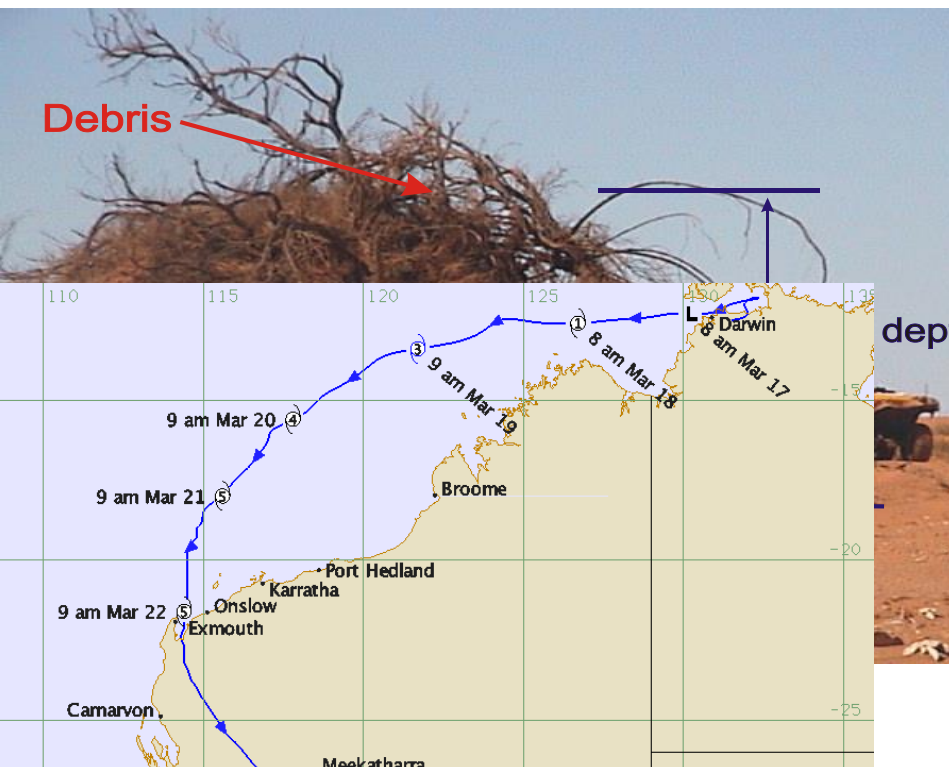 Debris
110 115 120 125 130 135
L
Darwin
dep
1
8 am Mar 17
8 am Mar 18
3
9 am Mar 19
-15
9 am Mar 20 4
9 am Mar 21 5
Broome
-20
Port Hedland
Karratha
Onslow
9 am Mar 22 5
Exmouth
-25
Carnarvon
Meekatharra